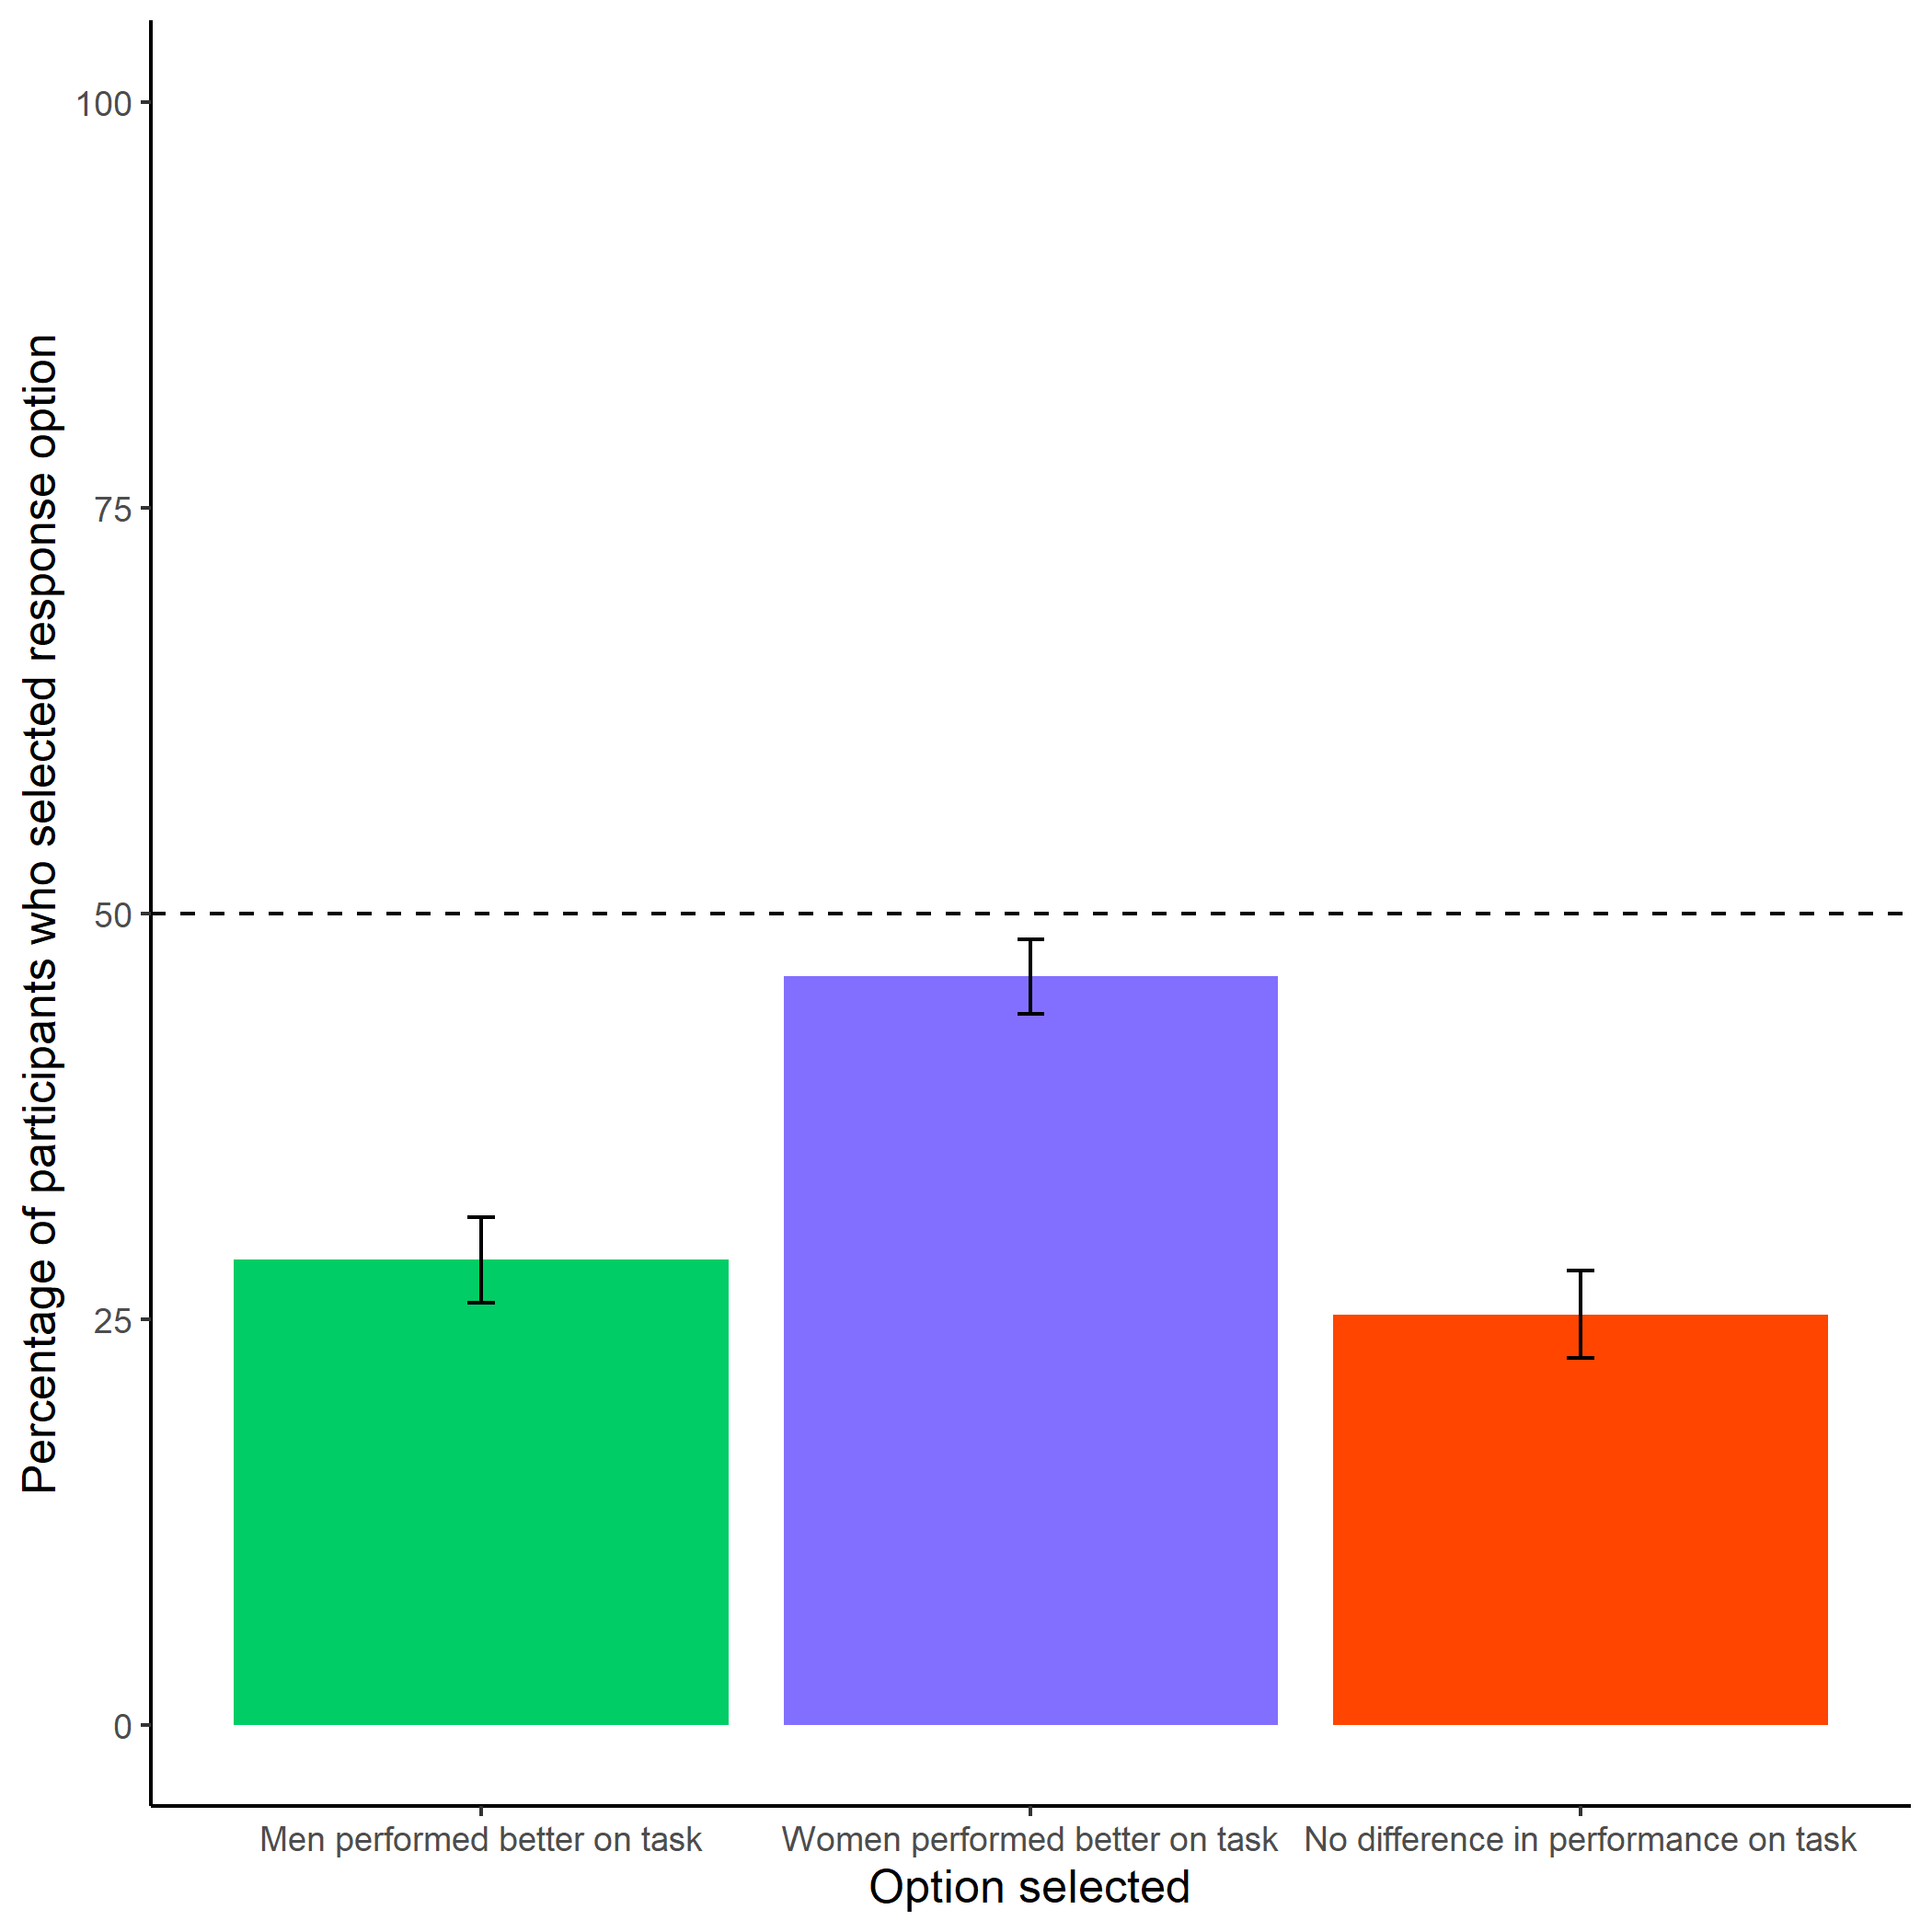 Percentage of participants who selected response option
100
75
50
25
0
Men performed better on task
Women performed better on task
No difference in performance on task
Option selected